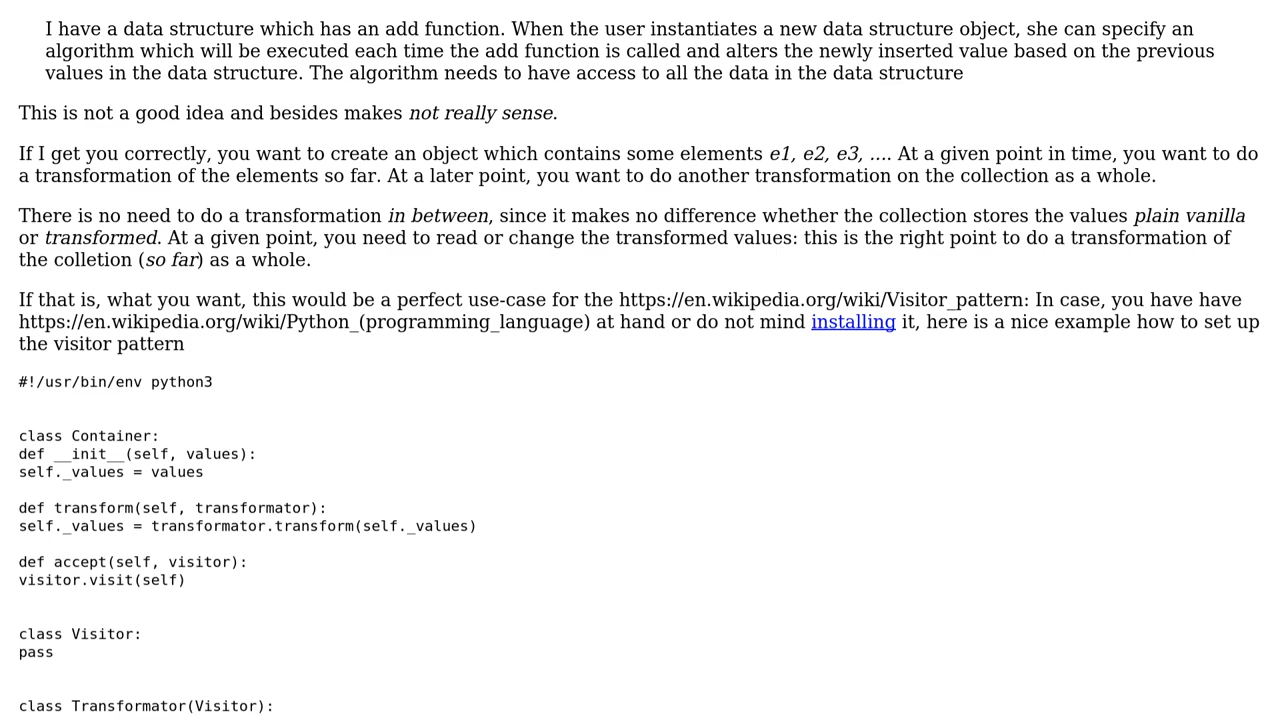 I have a data structure which has an add function. When the user instantiates a new data structure object, she can specify an
algorithm which will be executed each time the add function is called and alters the newly inserted value based on the previous
values in the data structure. The algorithm needs to have access to all the data in the data structure
This is not a good idea and besides makes not really sense.
If I get you correctly, you want to create an object which contains some elements e1, e2, e3, .... At a given point in time, you want to do
a transformation of the elements so far. At a later point, you want to do another transformation on the collection as a whole.
There is no need to do a transformation in between, since it makes no difference whether the collection stores the values plain vanilla
or transformed. At a given point, you need to read or change the transformed values: this is the right point to do a transformation of
the colletion (so far) as a whole.
If that is, what you want, this would be a perfect use-case for the https://en.wikipedia.org/wiki/Visitor_pattern: In case, you have have
https://en.wikipedia.org/wiki/Python_(programming_language) at hand or do not mind installing it, here is a nice example how to set up
the visitor pattern
#!/usr/bin/env python3
class Container:
def __init__(self, values):
self._values = values
def transform(self, transformator):
self._values = transformator.transform(self._values)
def accept(self, visitor):
visitor.visit(self)
class Visitor:
pass
class Transformator(Visitor):